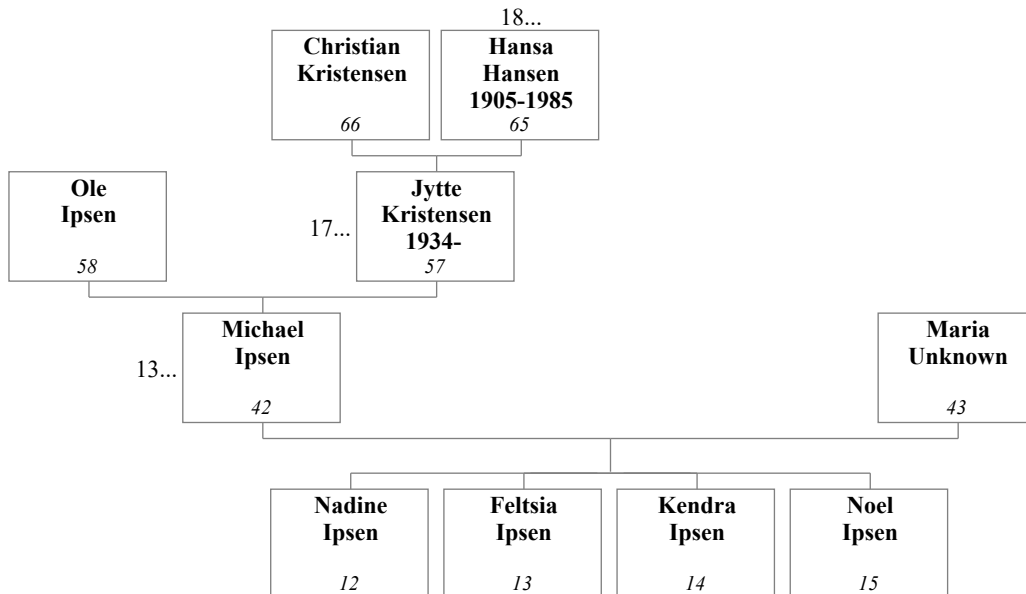 18...
Christian
Kristensen
66
Hansa
Hansen
1905-1985
65
Ole
Ipsen
58
17...
Jytte
Kristensen
1934-
57
13...
Michael
Ipsen
42
Maria
Unknown
43
Nadine
Ipsen
12
Feltsia
Ipsen
13
Kendra
Ipsen
14
Noel
Ipsen
15